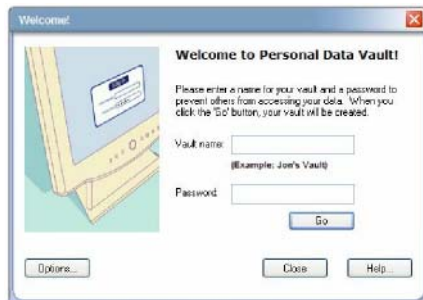 Welcome!
Welcome to Personal Data Vault!
Please enter a name for your vault and a password to
prevent others from accessing your data. When you
click the 'Go' button, your vault will be created.
Vault name:
(Example: Jon's Vault)
Password:
Go
Options...
Close
Help...